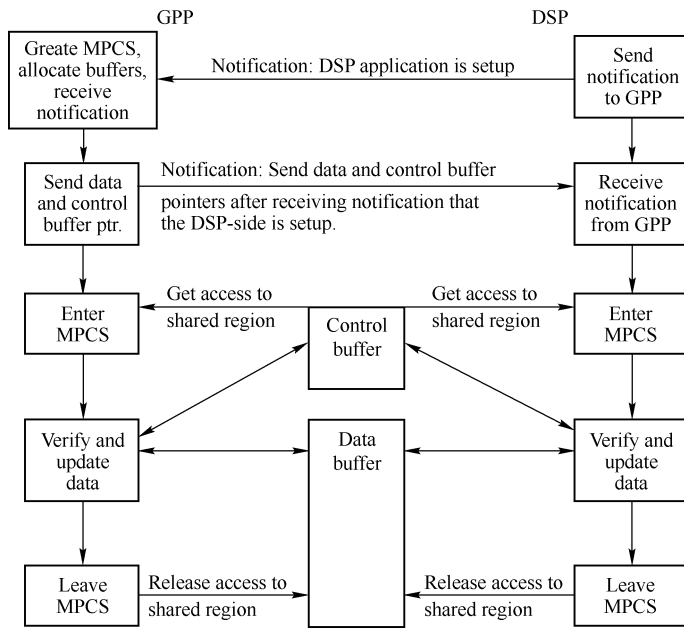 GPP
DSP
Greate MPCS,
allocate buffers,
receive
notification
Notification: DSP application is setup
Send
notification
to GPP
Send data
and control
buffer ptr.
Notification: Send data and control buffer
pointers after receiving notification that
the DSP-side is setup.
Receive
notification
from GPP
Enter
MPCS
Get access to
shared region
Control
buffer
Get access to
shared region
Enter
MPCS
Verify and
update
data
Data
buffer
Verify and
update
data
Leave
MPCS
Release access to
shared region
Release access to
shared region
Leave
MPCS